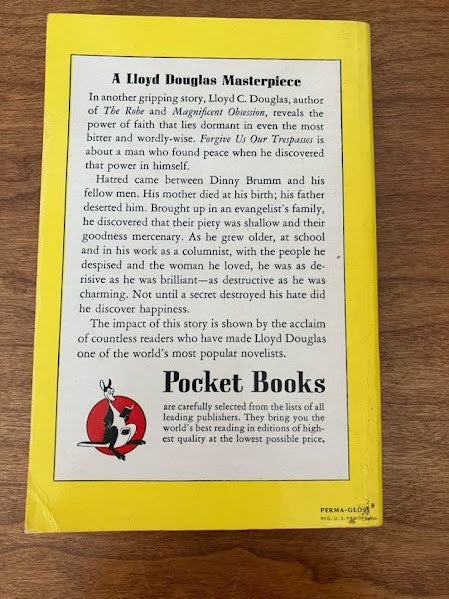 A Lloyd Douglas Masterpiece
In another gripping story, Lloyd C. Douglas, author
of The Robe and Magnificent Obsession, reveals the
power of faith that lies dormant in even the most
bitter and wordly-wise. Forgive Us Our Trespasses is
about a man who found peace when he discovered
that power in himself.
Hatred came between Dinny Brumm and his
fellow men. His mother died at his birth; his father
deserted him. Brought up in an evangelist's family,
he discovered that their piety was shallow and their
goodness mercenary. As he grew older, at school
and in his work as a columnist, with the people he
despised and the woman he loved, he was as de-
risive as he was brilliant—as destructive as he was
charming. Not until a secret destroyed his hate did
he discover happiness.
The impact of this story is shown by the acclaim
of countless readers who have made Lloyd Douglas
one of the world's most popular novelists.
Pocket Books
are carefully selected from the lists of all
leading publishers. They bring you the
world's best reading in editions of high-
est quality at the lowest possible price.
PERMA-GLOSS
REG. U. S. PAT. OFF.